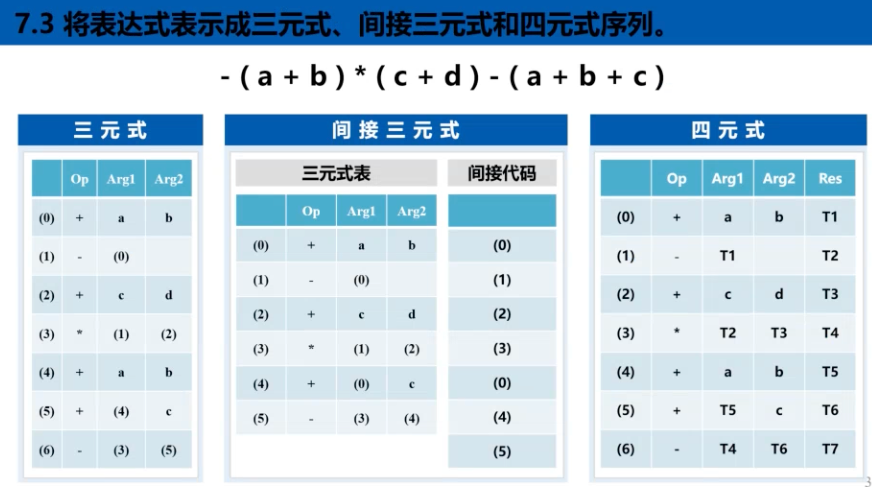 7.3 将表达式表示成三元式、间接三元式和四元式序列。
- ( a + b ) * ( c + d ) - ( a + b + c )
三元式
Op Arg1 Arg2
(0) + a b
(1) - (0)
(2) + c d
(3) * (1) (2)
(4) + a b
(5) + (4) c
(6) - (3) (5)
间接三元式
三元式表
Op Arg1 Arg2
(0) + a b
(1) - (0)
(2) + c d
(3) * (1) (2)
(4) + (0) c
(5) - (3) (4)
间接代码
(0)
(1)
(2)
(3)
(0)
(4)
(5)
四元式
Op Arg1 Arg2 Res
(0) + a b T1
(1) - T1 T2
(2) + c d T3
(3) * T2 T3 T4
(4) + a b T5
(5) + T5 c T6
(6) - T4 T6 T7
3